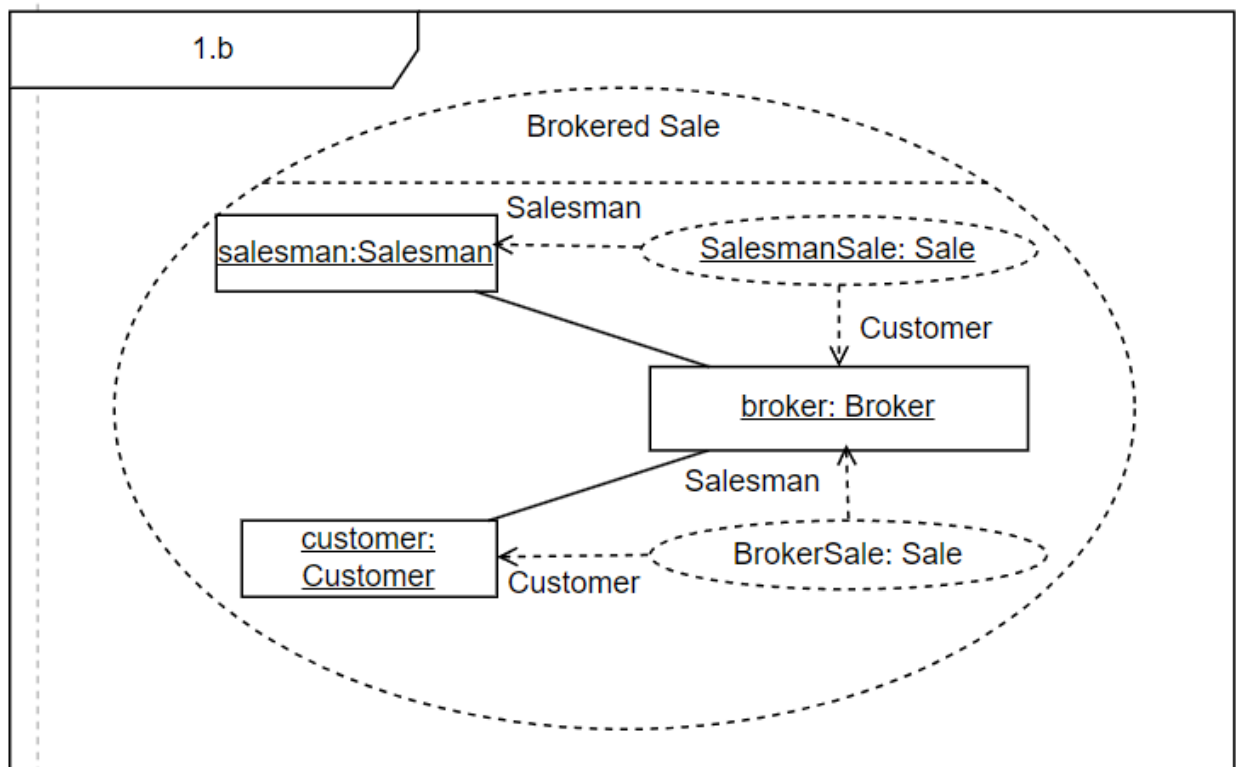 1.b
Brokered Sale
Salesman
salesman:Salesman
SalesmanSale: Sale
Customer
broker: Broker
Salesman
customer:
Customer
BrokerSale: Sale
Customer